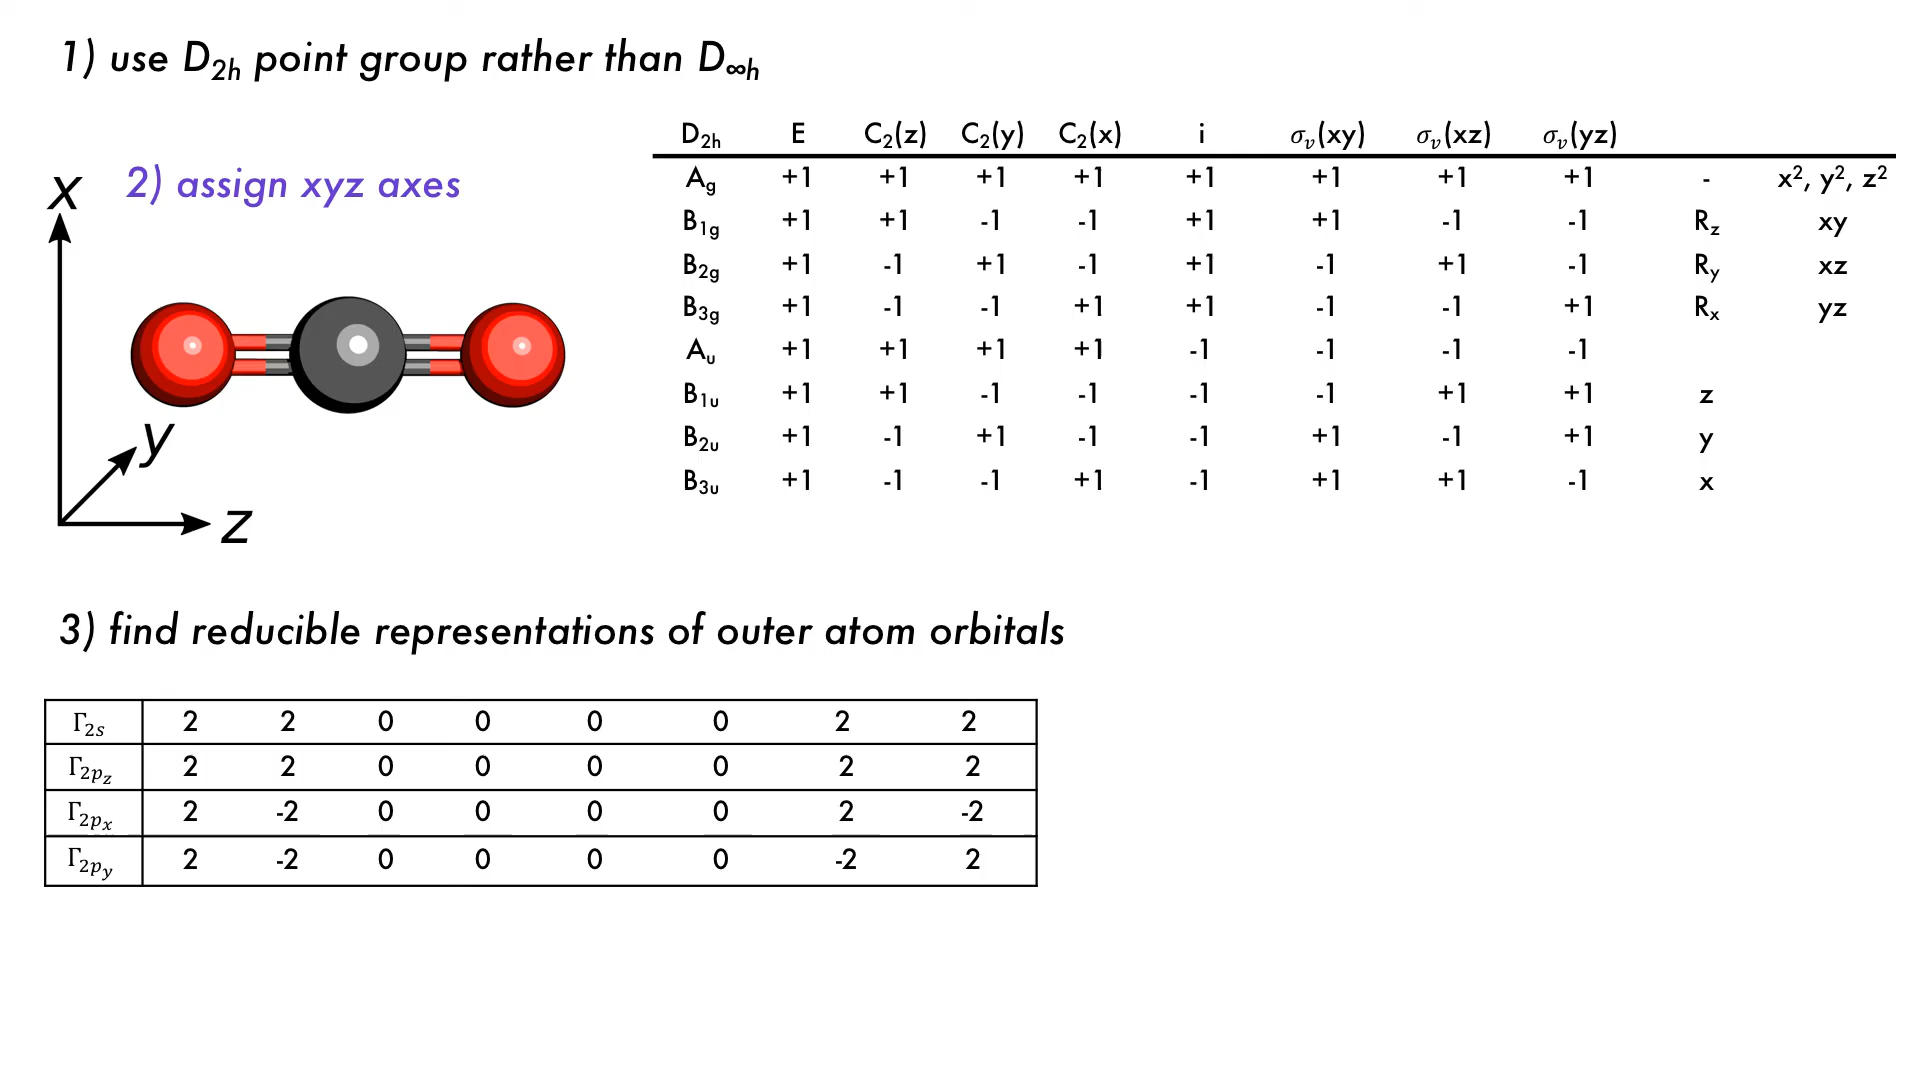 1) use D₂ₕ point group rather than D∞ₕ
2) assign xyz axes
x
y
z
D₂ₕ E C₂(z) C₂(y) C₂(x) i σᵥ(xy) σᵥ(xz) σᵥ(yz)
A_g +1 +1 +1 +1 +1 +1 +1 +1 - x², y², z²
B₁g +1 +1 -1 -1 +1 +1 -1 -1 R_z xy
B₂g +1 -1 +1 -1 +1 -1 +1 -1 R_y xz
B₃g +1 -1 -1 +1 +1 -1 -1 +1 Rₓ yz
Aᵤ +1 +1 +1 +1 -1 -1 -1 -1
B₁ᵤ +1 +1 -1 -1 -1 -1 +1 +1 z
B₂ᵤ +1 -1 +1 -1 -1 +1 -1 +1 y
B₃ᵤ +1 -1 -1 +1 -1 +1 +1 -1 x
3) find reducible representations of outer atom orbitals
Γ₂ₛ 2 2 0 0 0 0 2 2
Γ_2p_z 2 2 0 0 0 0 2 2
Γ_2p_x 2 -2 0 0 0 0 2 -2
Γ_2p_y 2 -2 0 0 0 0 -2 2